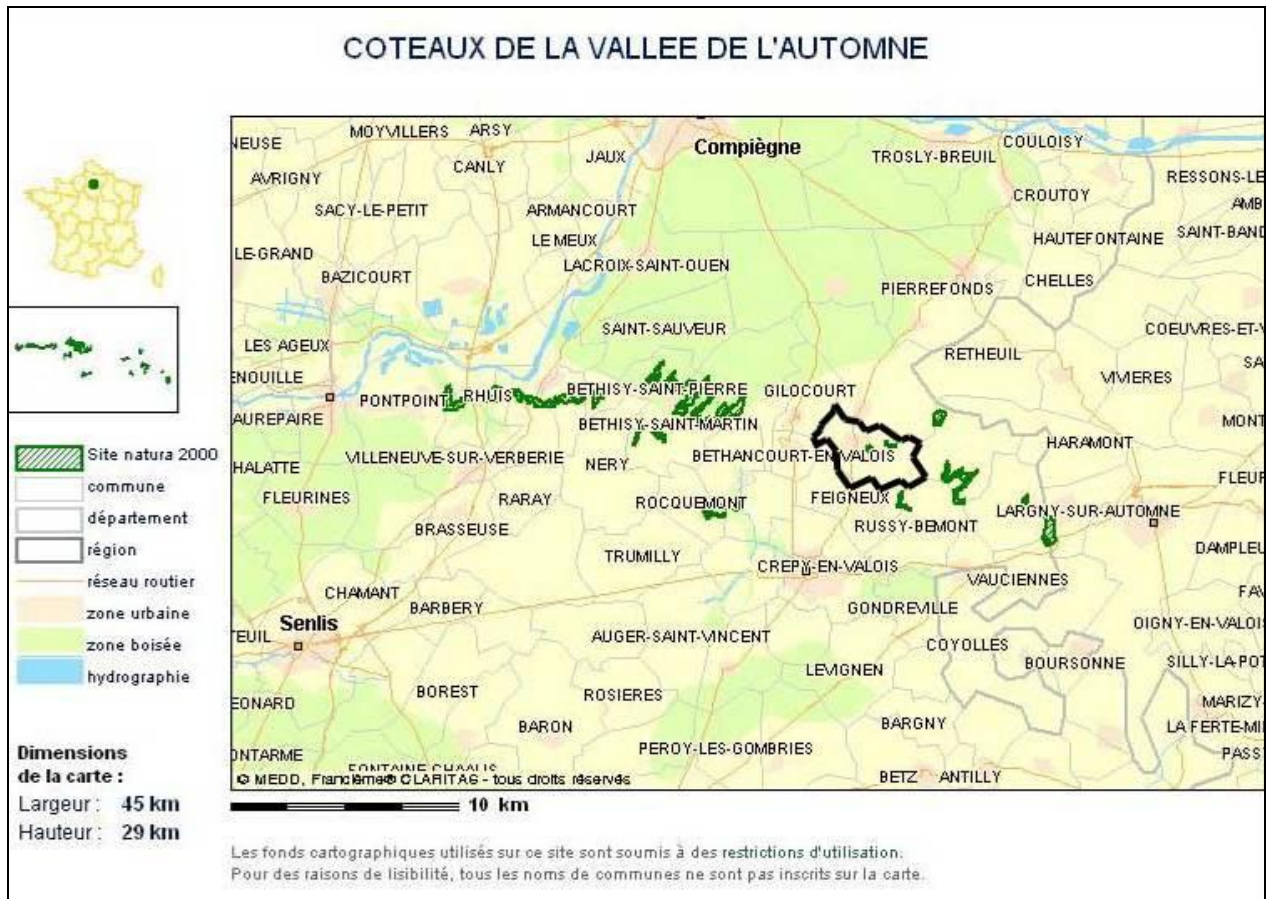 COTEAUX DE LA VALLEE DE L'AUTOMNE
NEUSE
MOYVILLERS
ARSY
JAUX
Compiègne
TROSLY-BREUIL
COULOISY
AVRIGNY
CANLY
RESSONS-LE
SACY-LE-PETIT
ARMANCOURT
CROUTOY
AMB
LE MEUX
HAUTEFONTAINE
SAINT-BAND
LE-GRAND
BAZICOURT
LACROIX-SAINT-OUEN
PIERREFONDS
CHELLES
SAINT-SAUVEUR
COEUVRES-ET-V
LES AGEUX
RETHEUIL
SA
ENOUILLE
VIVIERES
PONTPOINT
RHUIS
BETHISY-SAINT-PIERRE
GILOCOURT
AUREPAIRE
BETHISY-SAINT-MARTIN
MONT
HARAMONT
HALATTE
VILLENEUVE-SUR-VERBERIE
NERY
BETHANCOURT-EN-VALOIS
FLEUR
FLEURINES
RARAY
ROCQUEMONT
FEIGNEUX
LARGNY-SUR-AUTOMNE
BRASSEUSE
RUSSY-BEMONT
TRUMILLY
CREPY-EN-VALOIS
DAMPLEU
CHAMANT
VAUCIENNES
FAV
BARBERY
GONDREVILLE
Senlis
OIGNY-EN-VALOIS
TEUIL
AUGER-SAINT-VINCENT
COYOLLES
LEVIGNEN
BOURSONNE
SILLY-LA-POT
EONARD
BOREST
ROSIERES
MARIZY-
BARON
BARGNY
LA FERTE-MI
ONTARME
PEROY-LES-GOMBRIES
PASS
FONTAINE-CHAALIS
BETZ
ANTILLY
© MEDD, Francième® CLARITAS - tous droits réservés
Site natura 2000
commune
département
région
réseau routier
zone urbaine
zone boisée
hydrographie
Dimensions
de la carte :
Largeur : 45 km
Hauteur : 29 km
10 km
Les fonds cartographiques utilisés sur ce site sont soumis à des restrictions d'utilisation.
Pour des raisons de lisibilité, tous les noms de communes ne sont pas inscrits sur la carte.